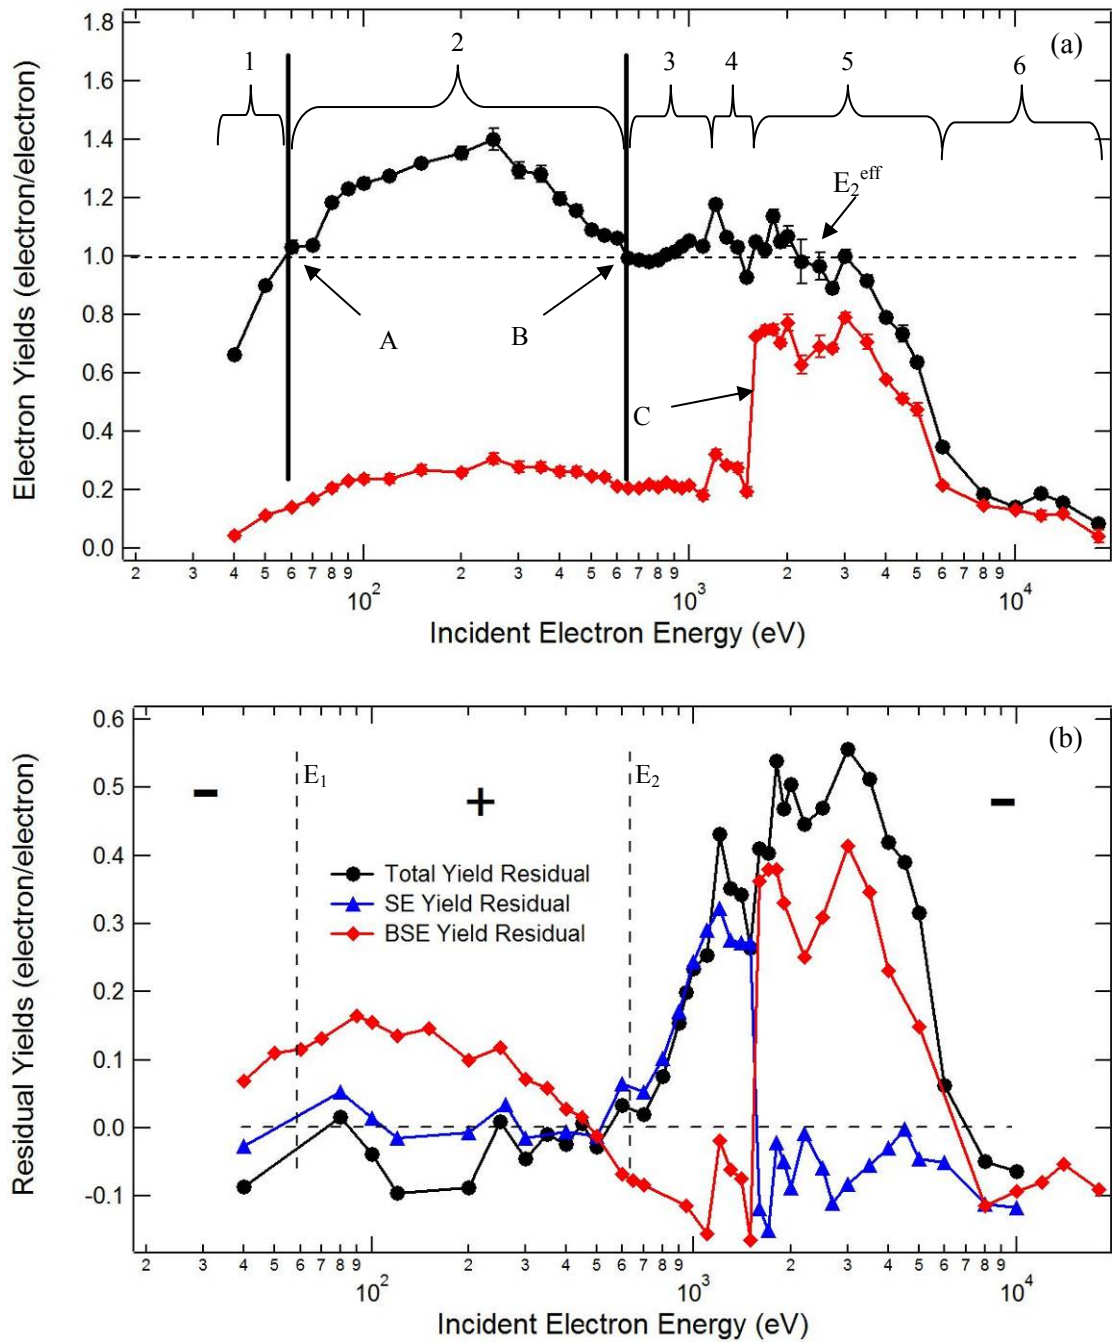 (a)
1 2 3 4 5 6
1.8
1.6
1.4
1.2
1.0
0.8
0.6
0.4
0.2
0.0
Electron Yields (electron/electron)
E2eff
A
B
C
2 3 4 5 6 7 8 9 2 3 4 5 6 7 8 9 2 3 4 5 6 7 8 9
10² 10³ 10⁴
Incident Electron Energy (eV)
(b)
0.6
0.5
0.4
0.3
0.2
0.1
0.0
-0.1
Residual Yields (electron/electron)
− E1 + E2 −
Total Yield Residual
SE Yield Residual
BSE Yield Residual
2 3 4 5 6 7 8 9 2 3 4 5 6 7 8 9 2 3 4 5 6 7 8 9
10² 10³ 10⁴
Incident Electron Energy (eV)